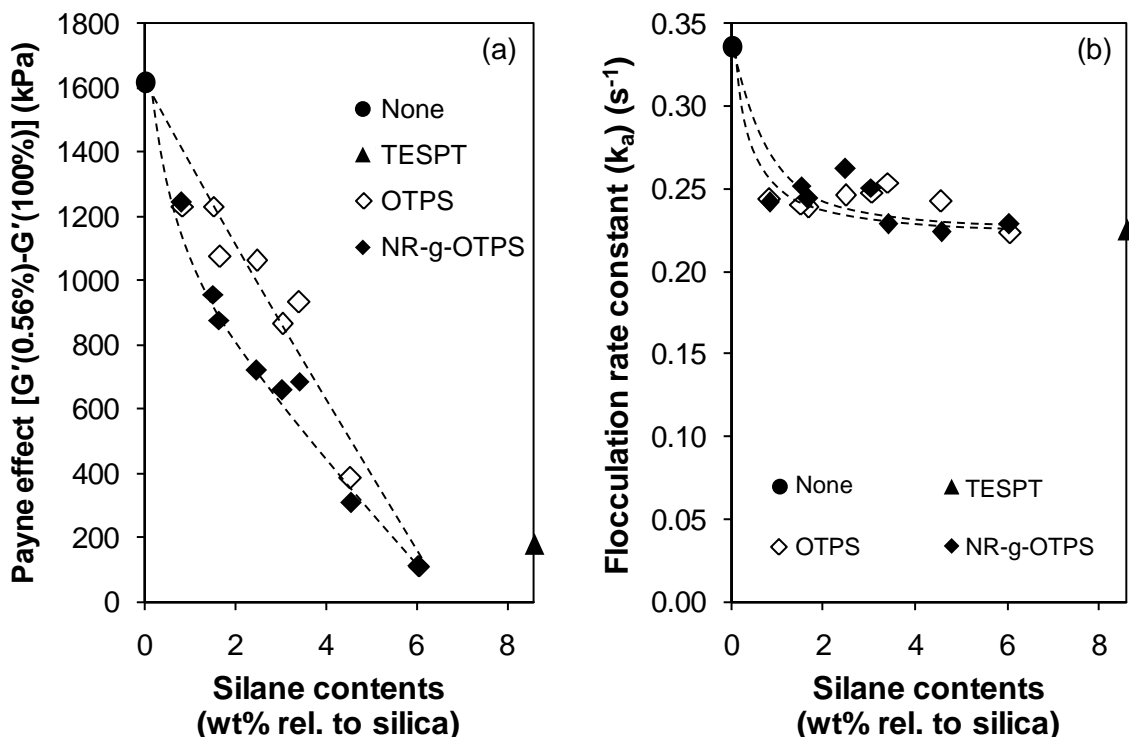 Payne effect [G′(0.56%)-G′(100%)] (kPa)
1800
1600
1400
1200
1000
800
600
400
200
0
0 2 4 6 8
Silane contents
(wt% rel. to silica)
(a)
None
TESPT
OTPS
NR-g-OTPS
Flocculation rate constant (kₐ) (s⁻¹)
0.35
0.30
0.25
0.20
0.15
0.10
0.05
0.00
0 2 4 6 8
Silane contents
(wt% rel. to silica)
(b)
None TESPT
OTPS NR-g-OTPS